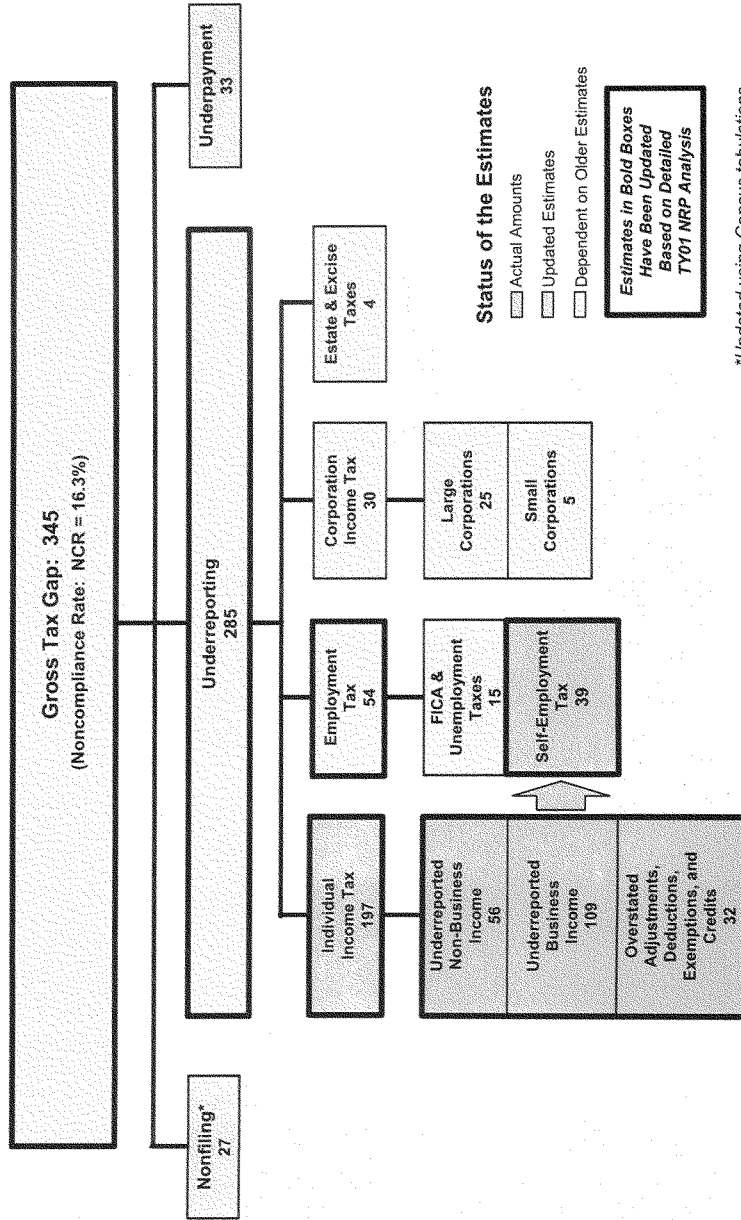 Gross Tax Gap: 345
(Noncompliance Rate: NCR = 16.3%)
Nonfiling*
27
Underreporting
285
Underpayment
33
Individual
Income Tax
197
Employment
Tax
54
Corporation
Income Tax
30
Estate & Excise
Taxes
4
Underreported
Non-Business
Income
56
Underreported
Business
Income
109
Overstated
Adjustments,
Deductions,
Exemptions, and
Credits
32
FICA &
Unemployment
Taxes
15
Self-Employment
Tax
39
Large
Corporations
25
Small
Corporations
5
Status of the Estimates
Actual Amounts
Updated Estimates
Dependent on Older Estimates
Estimates in Bold Boxes
Have Been Updated
Based on Detailed
TY01 NRP Analysis
*Updated using Census tabulations